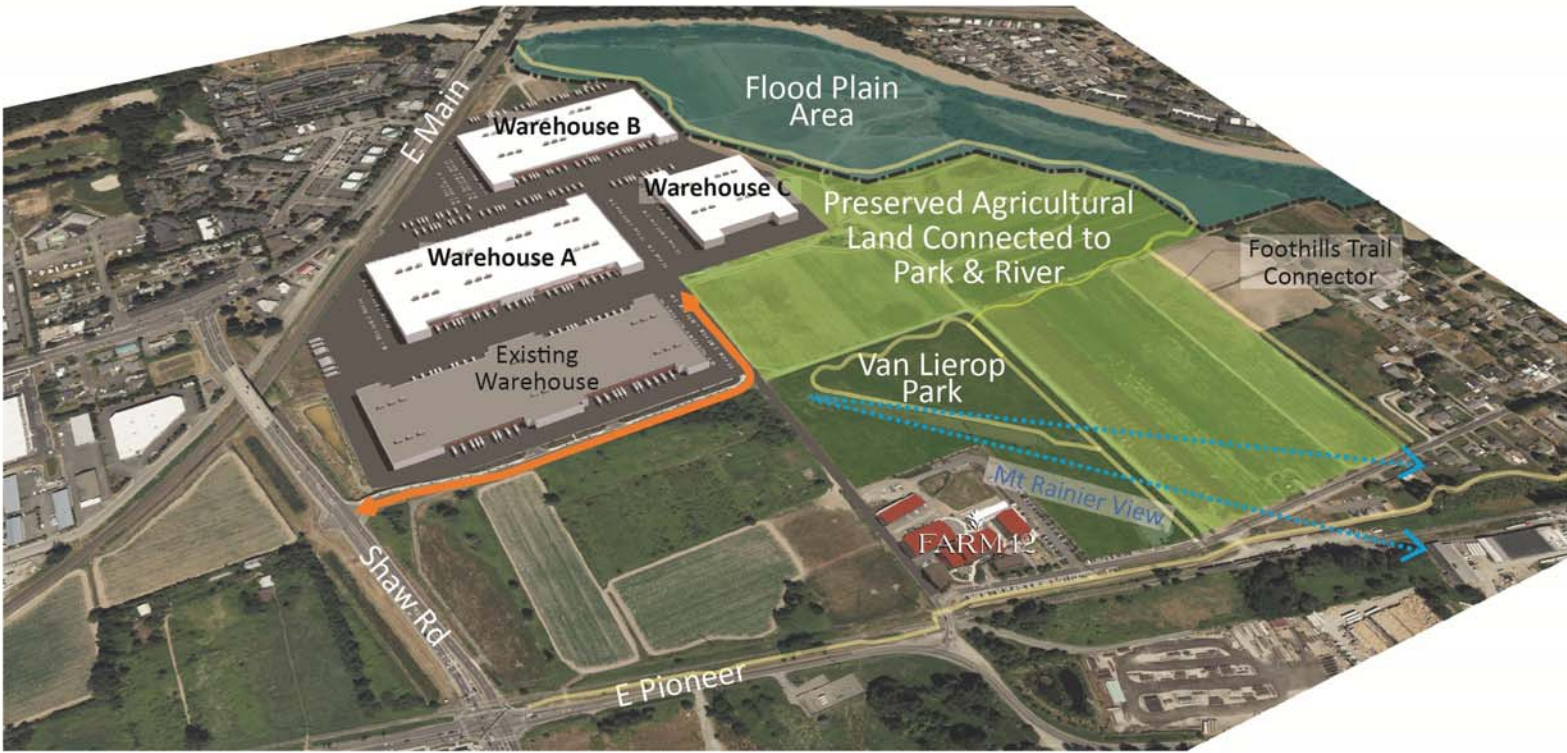 E Main
Warehouse B
Flood Plain
Area
Warehouse C
Preserved Agricultural
Land Connected to
Park & River
Warehouse A
Foothills Trail
Connector
Existing
Warehouse
Van Lierop
Park
Mt Rainier View
FARM 12
Shaw Rd
E Pioneer